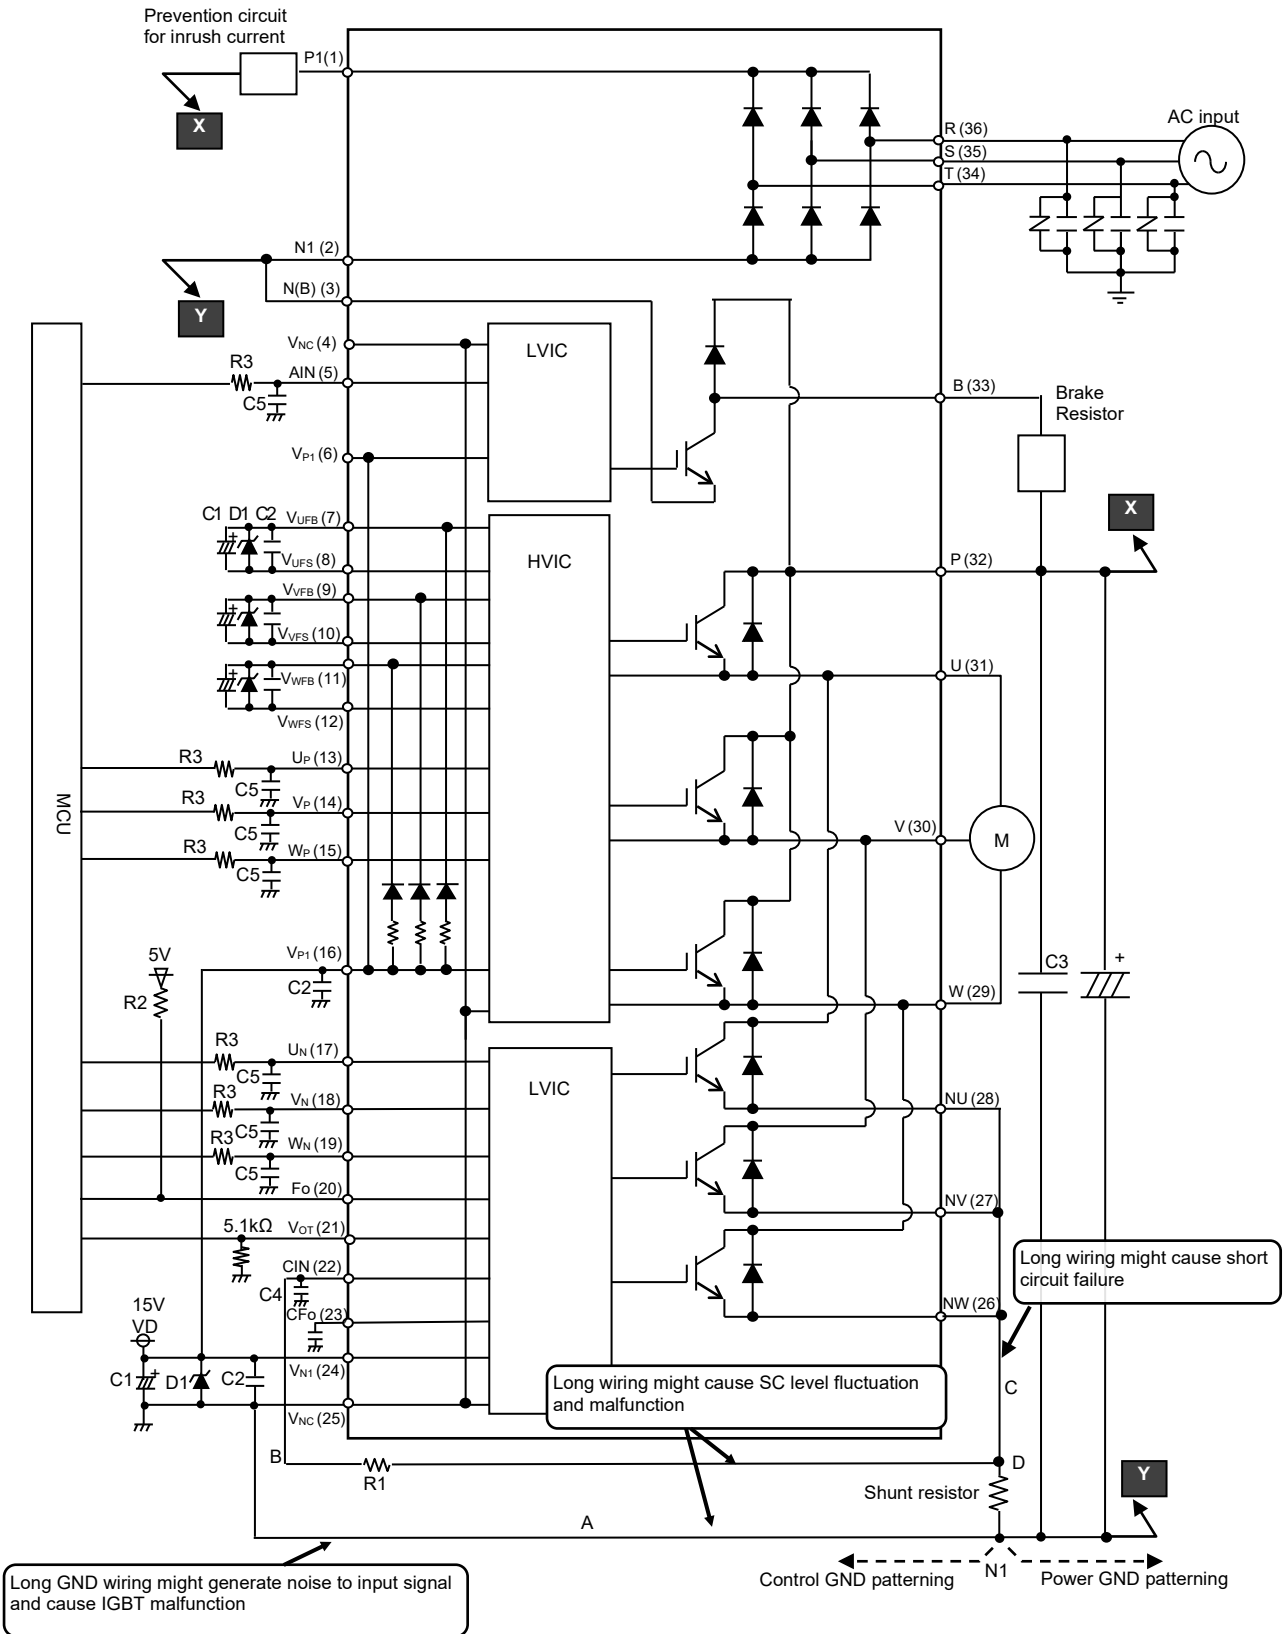 Prevention circuit
for inrush current
P1(1)
X
AC input
R (36)
S (35)
T (34)
N1 (2)
N(B) (3)
Y
VNC (4)
LVIC
R3
AIN (5)
C5
B (33)
Brake
Resistor
VP1 (6)
X
C1 D1 C2
VUFB (7)
VUFS (8)
HVIC
P (32)
VVFB (9)
VVFS (10)
VWFB (11)
U (31)
VWFS (12)
R3
UP (13)
C5
MCU
R3
VP (14)
C5
V (30)
M
R3
WP (15)
C5
5V
VP1 (16)
C2
R2
C3
+
W (29)
R3
UN (17)
C5
LVIC
R3
VN (18)
C5
NU (28)
R3
WN (19)
C5
Fo (20)
NV (27)
5.1kΩ
VOT (21)
Long wiring might cause short
circuit failure
CIN (22)
C4
CFo (23)
NW (26)
15V
VD
C1
+
D1
C2
VN1 (24)
Long wiring might cause SC level fluctuation
and malfunction
C
VNC (25)
B
R1
D
Y
Shunt resistor
A
N1
Control GND patterning
Power GND patterning
Long GND wiring might generate noise to input signal
and cause IGBT malfunction